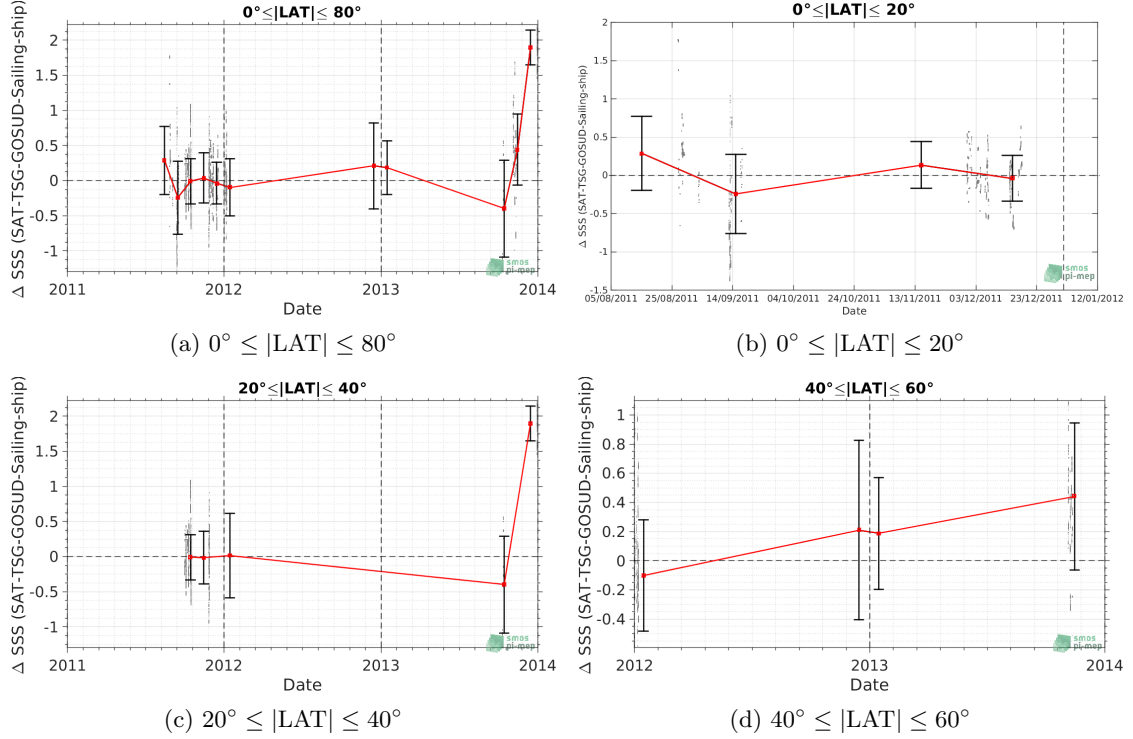 0°≤|LAT|≤ 80°
Δ SSS (SAT-TSG-GOSUD-Sailing-ship)
2
1.5
1
0.5
0
-0.5
-1
2011
2012
2013
2014
Date
smos
pi-mep
(a) 0° ≤ |LAT| ≤ 80°
0°≤|LAT|≤ 20°
Δ SSS (SAT-TSG-GOSUD-Sailing-ship)
2
1.5
1
0.5
0
-0.5
-1
-1.5
05/08/2011
25/08/2011
14/09/2011
04/10/2011
24/10/2011
13/11/2011
03/12/2011
23/12/2011
12/01/2012
Date
smos
pi-mep
(b) 0° ≤ |LAT| ≤ 20°
20°≤|LAT|≤ 40°
Δ SSS (SAT-TSG-GOSUD-Sailing-ship)
2
1.5
1
0.5
0
-0.5
-1
2011
2012
2013
2014
Date
smos
pi-mep
(c) 20° ≤ |LAT| ≤ 40°
40°≤|LAT|≤ 60°
Δ SSS (SAT-TSG-GOSUD-Sailing-ship)
1
0.8
0.6
0.4
0.2
0
-0.2
-0.4
2012
2013
2014
Date
smos
pi-mep
(d) 40° ≤ |LAT| ≤ 60°